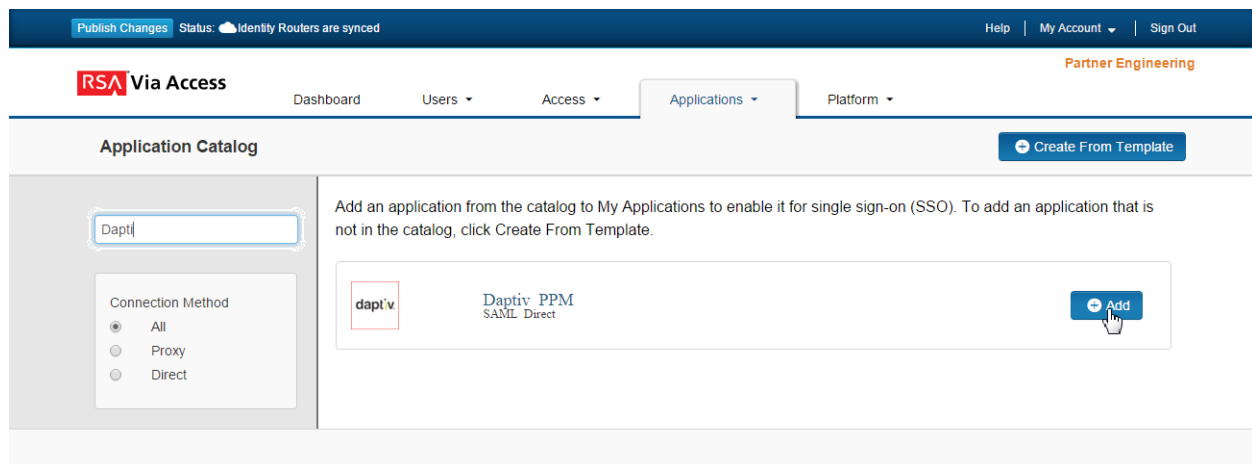 Publish Changes Status: Identity Routers are synced Help My Account Sign Out
Partner Engineering
RSA Via Access
Dashboard Users Access Applications Platform
Application Catalog Create From Template
Dapti
Add an application from the catalog to My Applications to enable it for single sign-on (SSO). To add an application that is
not in the catalog, click Create From Template.
Connection Method
All
Proxy
Direct
daptiv
Daptiv PPM
SAML Direct
Add